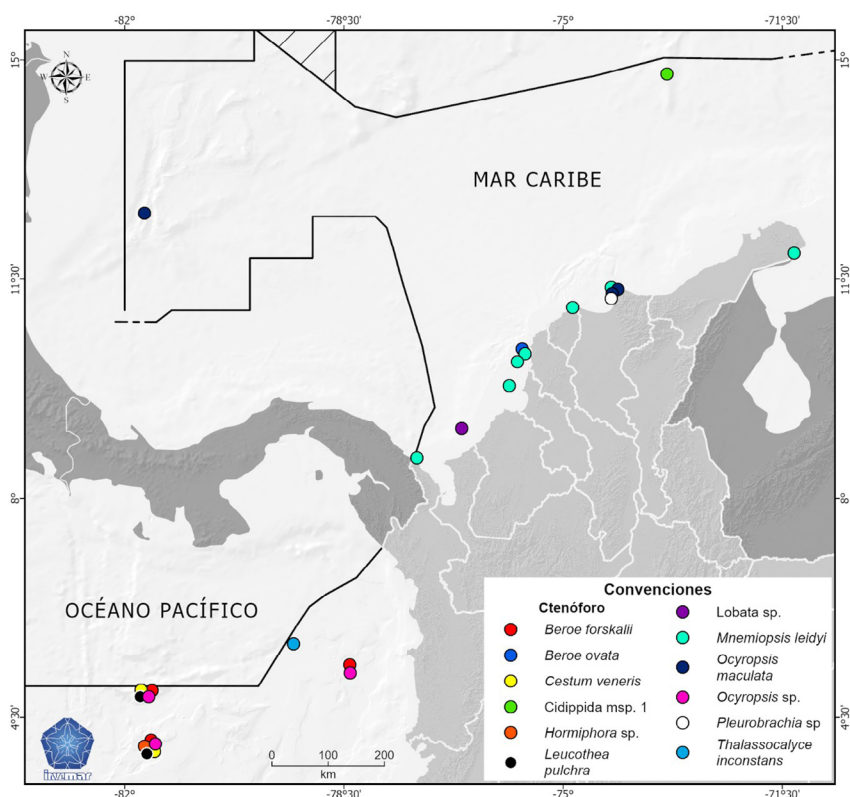 -82° -78°30' -75° -71°30'
15° 15°
N
W E
S
MAR CARIBE
11°30' 11°30'
8° 8°
OCÉANO PACÍFICO
4°30' 4°30'
Convenciones
Ctenóforo
Beroe forskalii
Beroe ovata
Cestum veneris
Cidippida msp. 1
Hormiphora sp.
Leucothea
pulchra
Lobata sp.
Mnemiopsis leidyi
Ocyropsis
maculata
Ocyropsis sp.
Pleurobrachia sp
Thalassocalyce
inconstans
0 100 200
km
invemar
-82° -78°30' -75° -71°30'